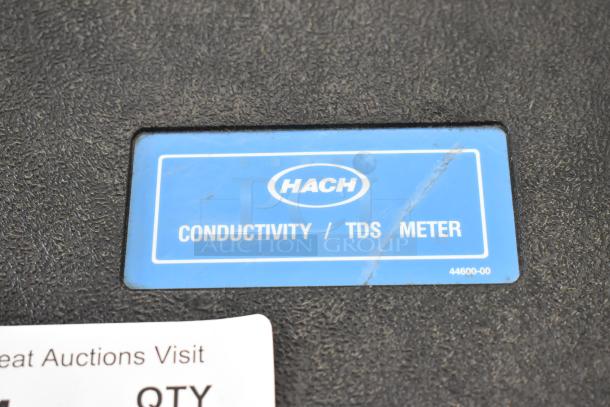 HACH
CONDUCTIVITY / TDS METER
AUCTION GROUP
44600-00
eat Auctions Visit
QTY